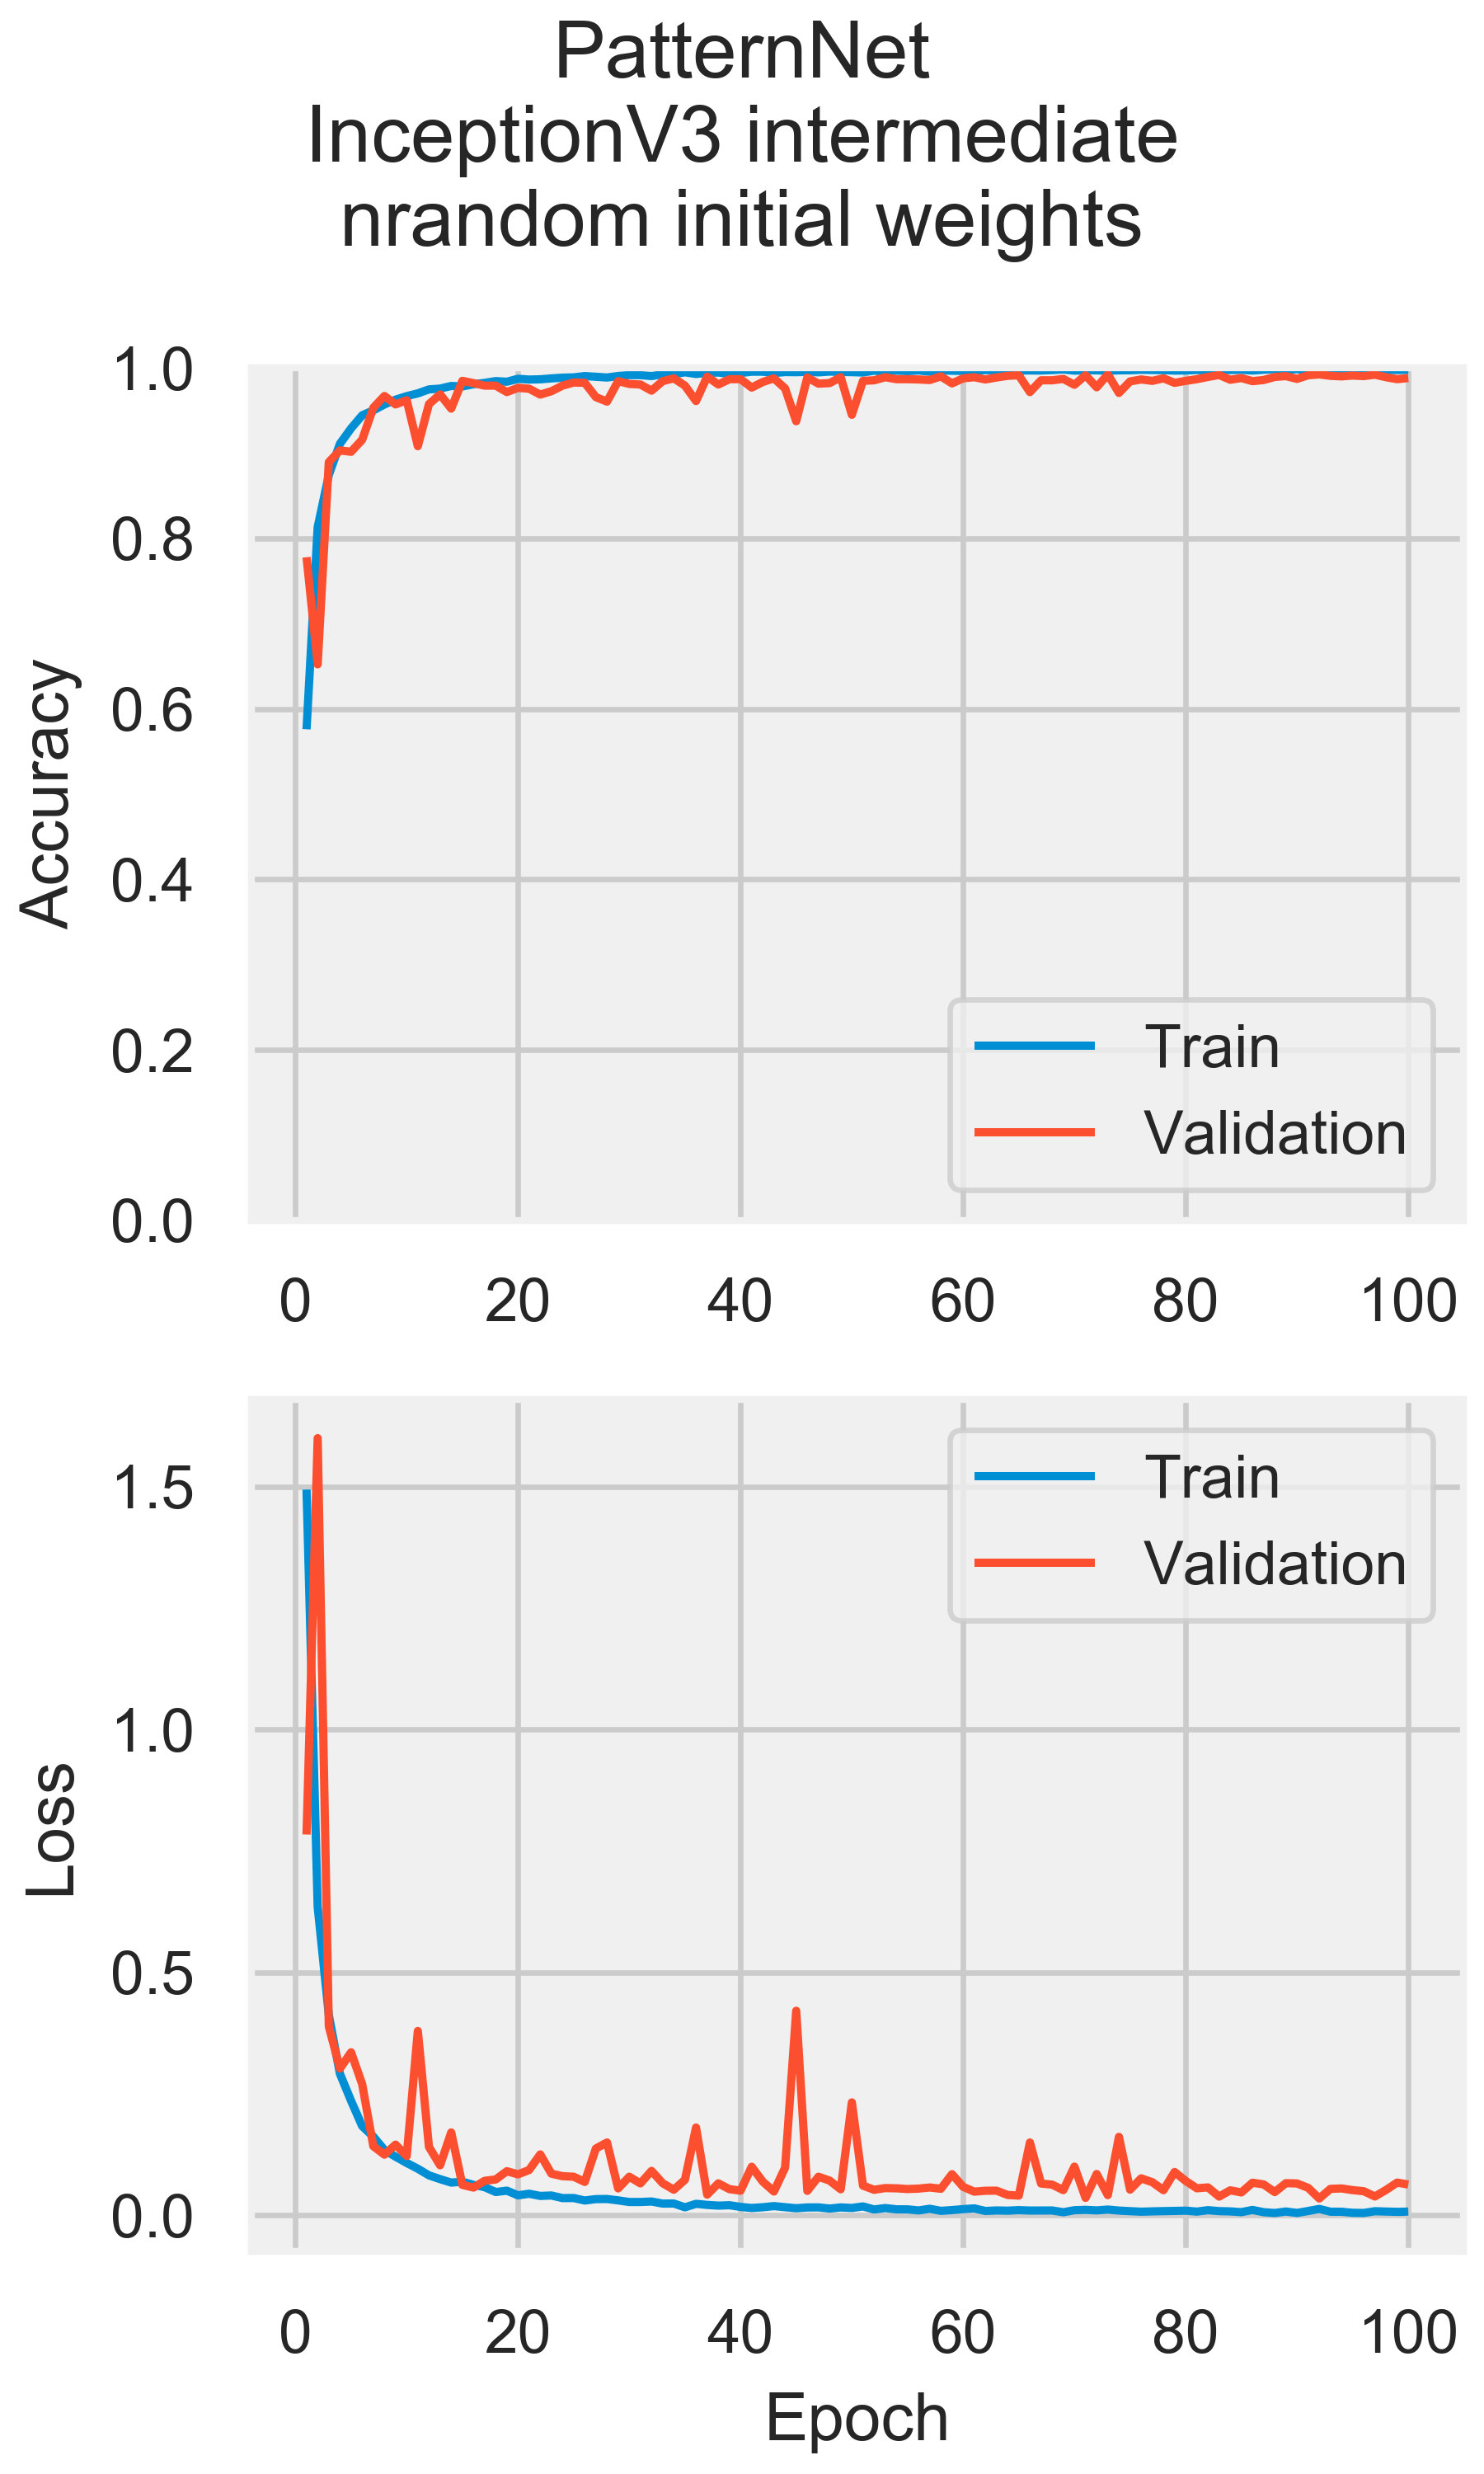 PatternNet
InceptionV3 intermediate
nrandom initial weights
1.0
0.8
0.6
0.4
0.2
0.0
Accuracy
Train
Validation
0 20 40 60 80 100
1.5
1.0
0.5
0.0
Loss
Train
Validation
0 20 40 60 80 100
Epoch